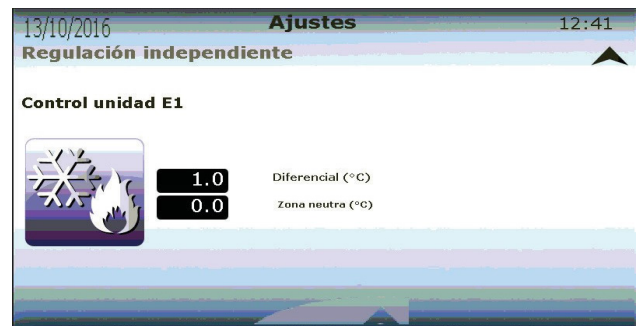 13/10/2016 Ajustes 12:41
Regulación independiente
Control unidad E1
1.0 Diferencial (°C)
0.0 Zona neutra (°C)